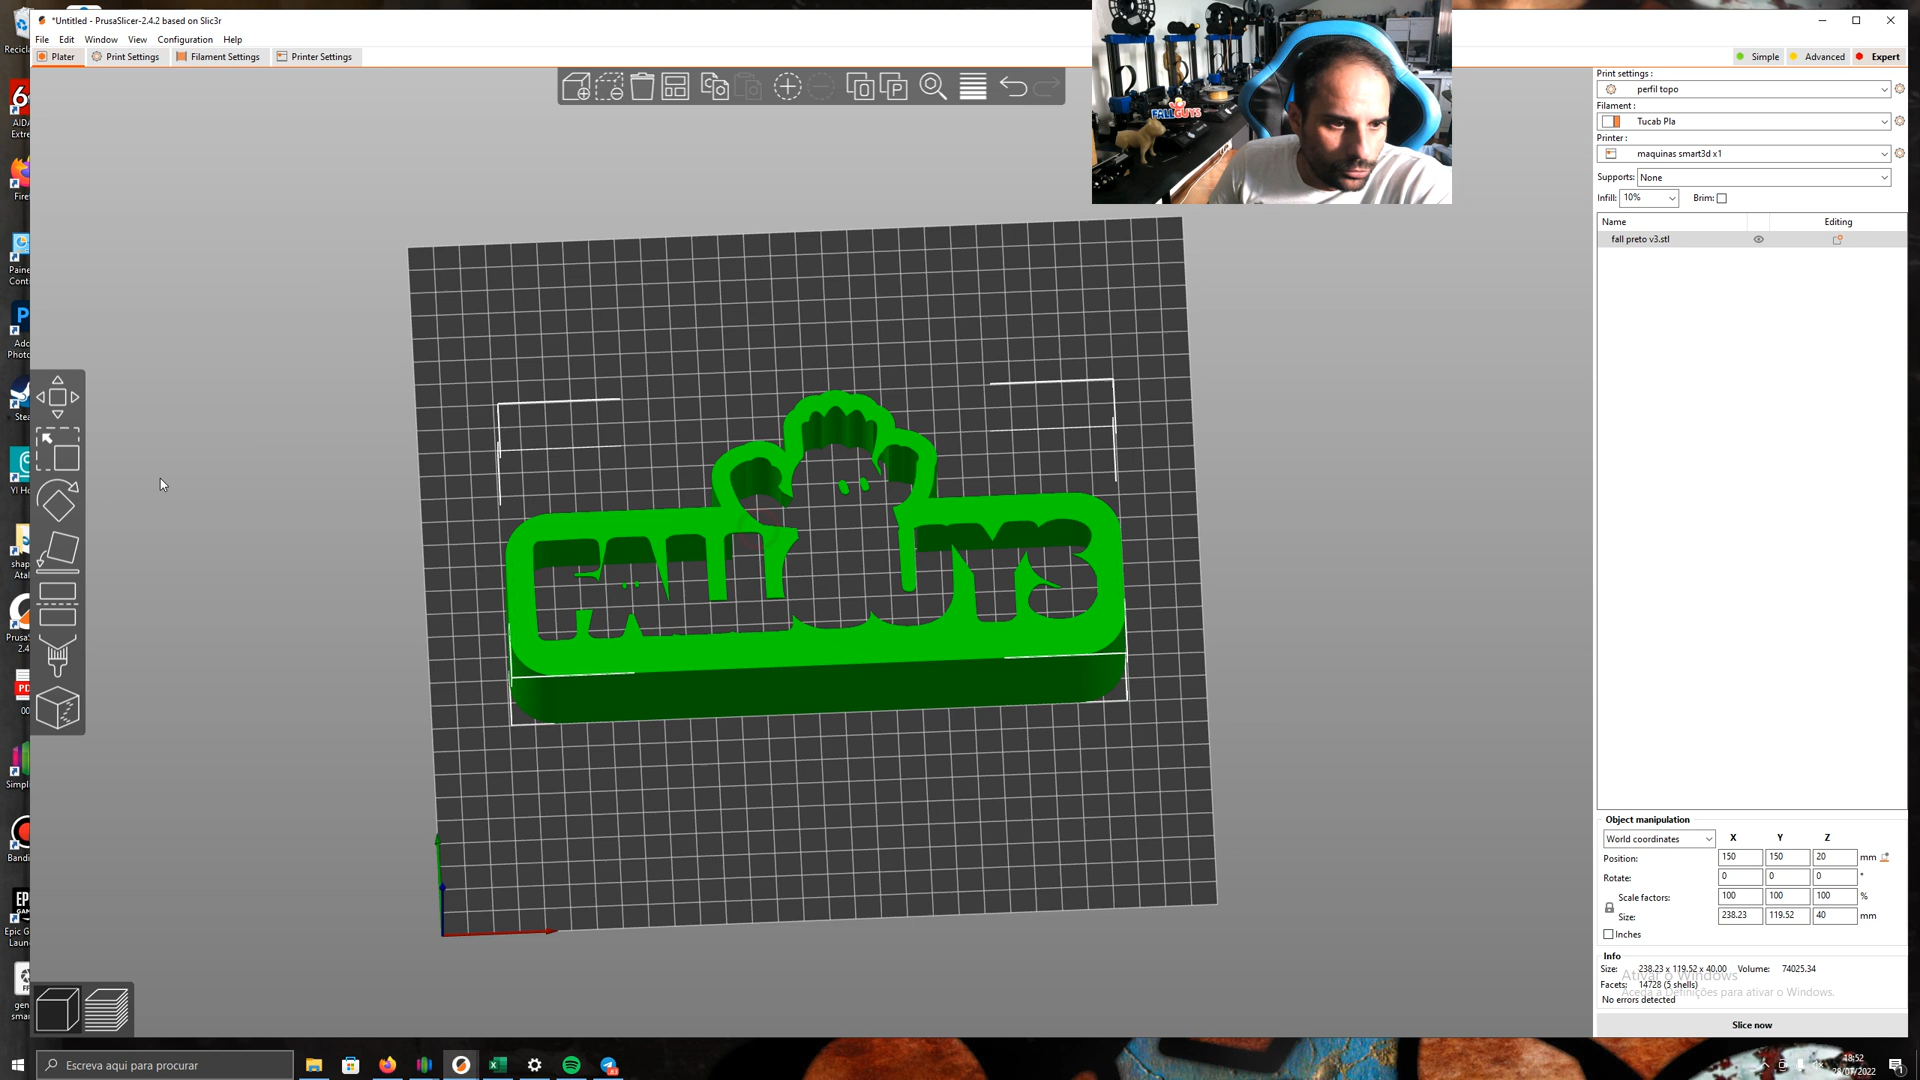 *Untitled - PrusaSlicer-2.4.2 based on Slic3r
File Edit Window View Configuration Help
Plater Print Settings Filament Settings Printer Settings
Simple Advanced Expert
Print settings :
perfil topo
Filament :
Tucab Pla
Printer :
maquinas smart3d x1
Supports: None
Infill: 10% Brim:
Name Editing
fall preto v3.stl
FALL GUYS
Object manipulation
World coordinates X Y Z
Position: 150 150 20 mm
Rotate: 0 0 0 °
Scale factors: 100 100 100 %
Size: 238.23 119.52 40 mm
Inches
Info
Size: 238.23 x 119.52 x 40.00 Volume: 74025.34
Facets: 14728 (5 shells)
No errors detected
Ativar o Windows
Aceda a Definições para ativar o Windows.
Slice now
Escreva aqui para procurar
18:52
28/07/2022